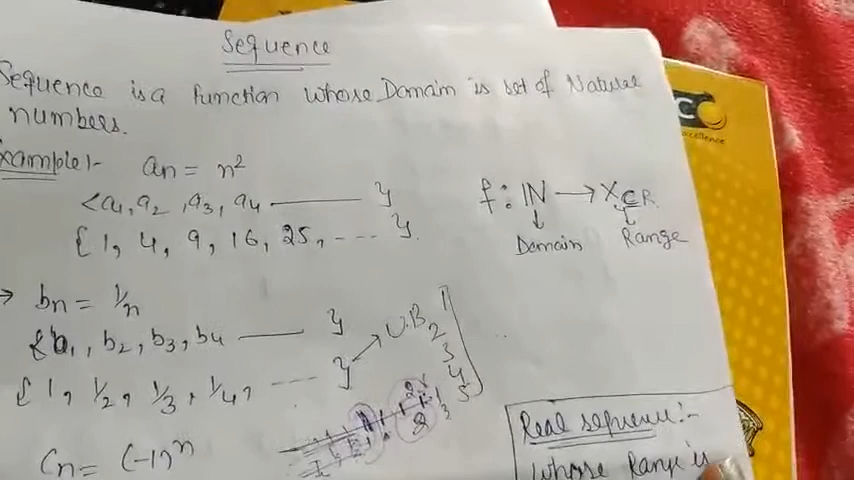 Sequence
Sequence is a function whose Domain is set of Natural
numbers.
Example:- an = n²
<a1, a2, a3, a4 ——— }
{1, 4, 9, 16, 25, ---- }
f: IN → X ⊆ R
Domain Range
→ bn = 1/n
{b1, b2, b3, b4 ——— }
{1, 1/2, 1/3, 1/4, ---- } U.B 1
2
3
4
5
Cn = (-1)^n
Real sequence:-
whose Range is